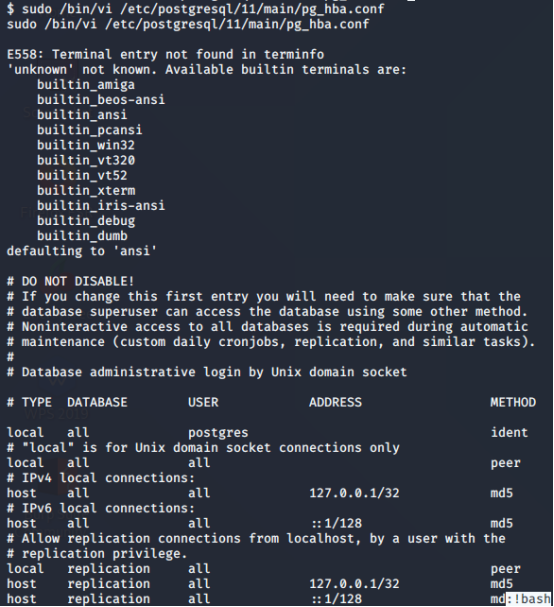 $ sudo /bin/vi /etc/postgresql/11/main/pg_hba.conf
sudo /bin/vi /etc/postgresql/11/main/pg_hba.conf
E558: Terminal entry not found in terminfo
'unknown' not known. Available builtin terminals are:
    builtin_amiga
    builtin_beos-ansi
    builtin_ansi
    builtin_pcansi
    builtin_win32
    builtin_vt320
    builtin_vt52
    builtin_xterm
    builtin_iris-ansi
    builtin_debug
    builtin_dumb
defaulting to 'ansi'
# DO NOT DISABLE!
# If you change this first entry you will need to make sure that the
# database superuser can access the database using some other method.
# Noninteractive access to all databases is required during automatic
# maintenance (custom daily cronjobs, replication, and similar tasks).
#
# Database administrative login by Unix domain socket
# TYPE  DATABASE        USER            ADDRESS                 METHOD
local   all             postgres                                ident
# "local" is for Unix domain socket connections only
local   all             all                                     peer
# IPv4 local connections:
host    all             all             127.0.0.1/32            md5
# IPv6 local connections:
host    all             all             ::1/128                 md5
# Allow replication connections from localhost, by a user with the
# replication privilege.
local   replication     all                                     peer
host    replication     all             127.0.0.1/32            md5
host    replication     all             ::1/128                 md:!bash